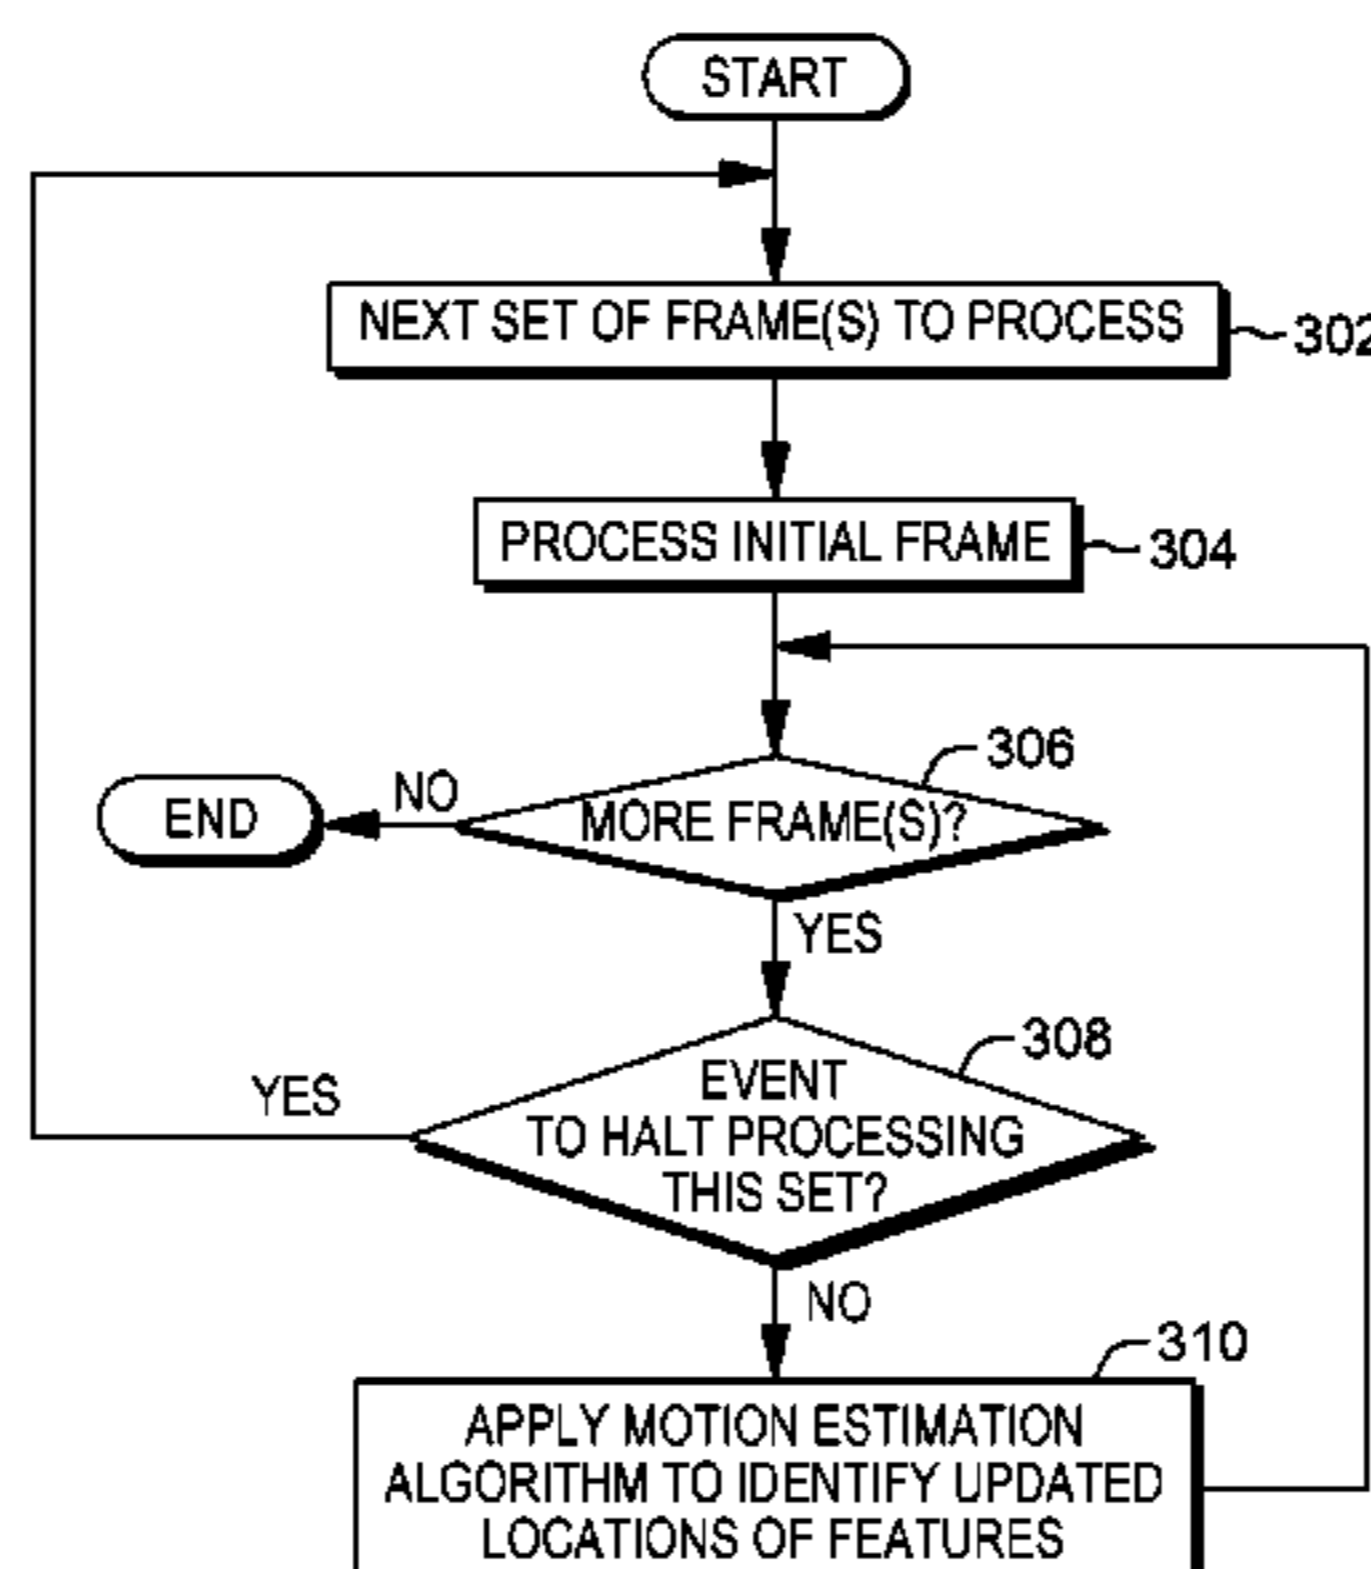 START
NEXT SET OF FRAME(S) TO PROCESS
302
PROCESS INITIAL FRAME
304
306
NO
END
MORE FRAME(S)?
YES
308
YES
EVENT
TO HALT PROCESSING
THIS SET?
NO
310
APPLY MOTION ESTIMATION
ALGORITHM TO IDENTIFY UPDATED
LOCATIONS OF FEATURES